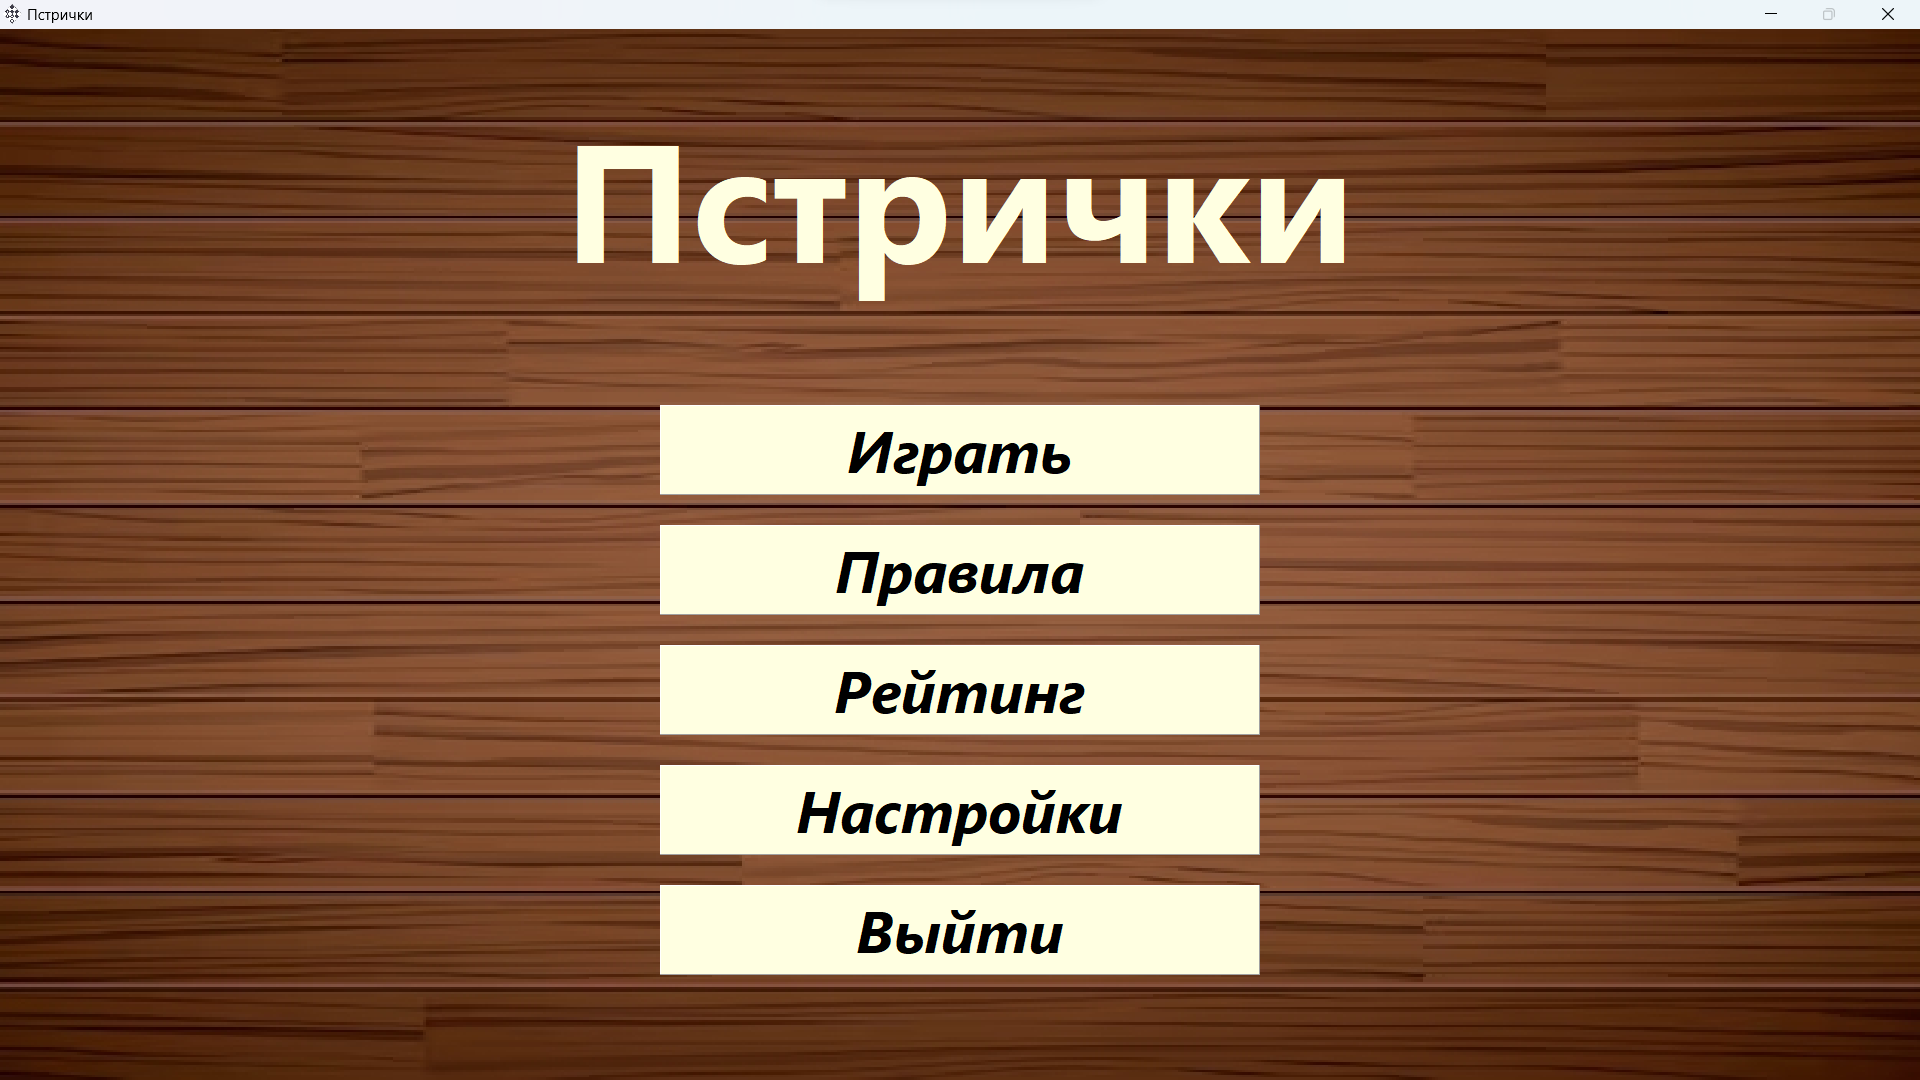 Пстрички
Пстрички
Играть
Правила
Рейтинг
Настройки
Выйти